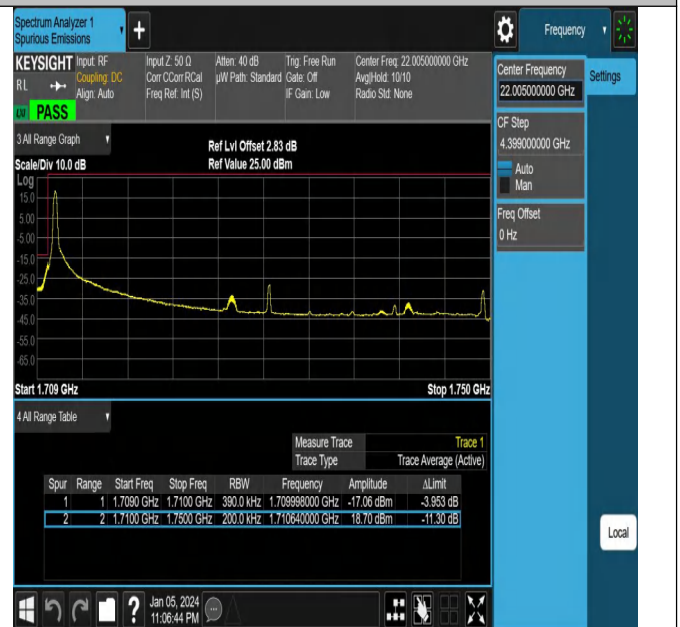 Spectrum Analyzer 1
Spurious Emissions
+
Frequency
KEYSIGHT Input: RF Input Z: 50 Ω Atten: 40 dB Trig: Free Run Center Freq: 22.005000000 GHz
RL Coupling: DC Corr CCorr RCal µW Path: Standard Gate: Off Avg|Hold: 10/10
Align: Auto Freq Ref: Int (S) IF Gain: Low Radio Std: None
PASS
Center Frequency
22.005000000 GHz
Settings
CF Step
4.399000000 GHz
Auto
Man
Freq Offset
0 Hz
3 All Range Graph
Ref Lvl Offset 2.83 dB
Scale/Div 10.0 dB Ref Value 25.00 dBm
Log
15.0
5.00
-5.00
-15.0
-25.0
-35.0
-45.0
-55.0
-65.0
Start 1.709 GHz Stop 1.750 GHz
4 All Range Table
Measure Trace Trace 1
Trace Type Trace Average (Active)
Spur Range Start Freq Stop Freq RBW Frequency Amplitude ΔLimit
1 1 1.7090 GHz 1.7100 GHz 390.0 kHz 1.709998000 GHz -17.06 dBm -3.953 dB
2 2 1.7100 GHz 1.7500 GHz 200.0 kHz 1.710640000 GHz 18.70 dBm -11.30 dB
Local
? Jan 05, 2024
11:06:44 PM